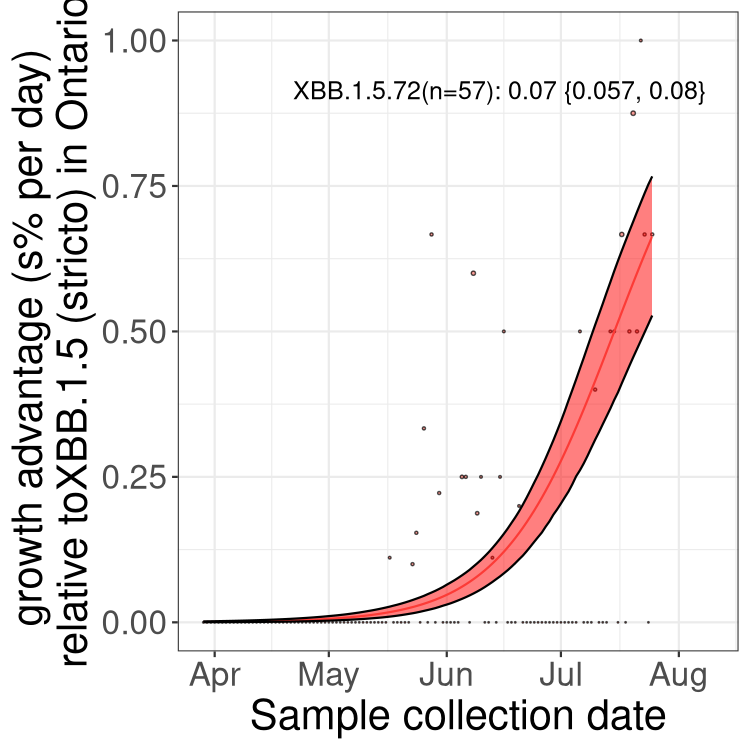 growth advantage (s% per day)
relative toXBB.1.5 (stricto) in Ontario
1.00
0.75
0.50
0.25
0.00
XBB.1.5.72(n=57): 0.07 {0.057, 0.08}
Apr May Jun Jul Aug
Sample collection date